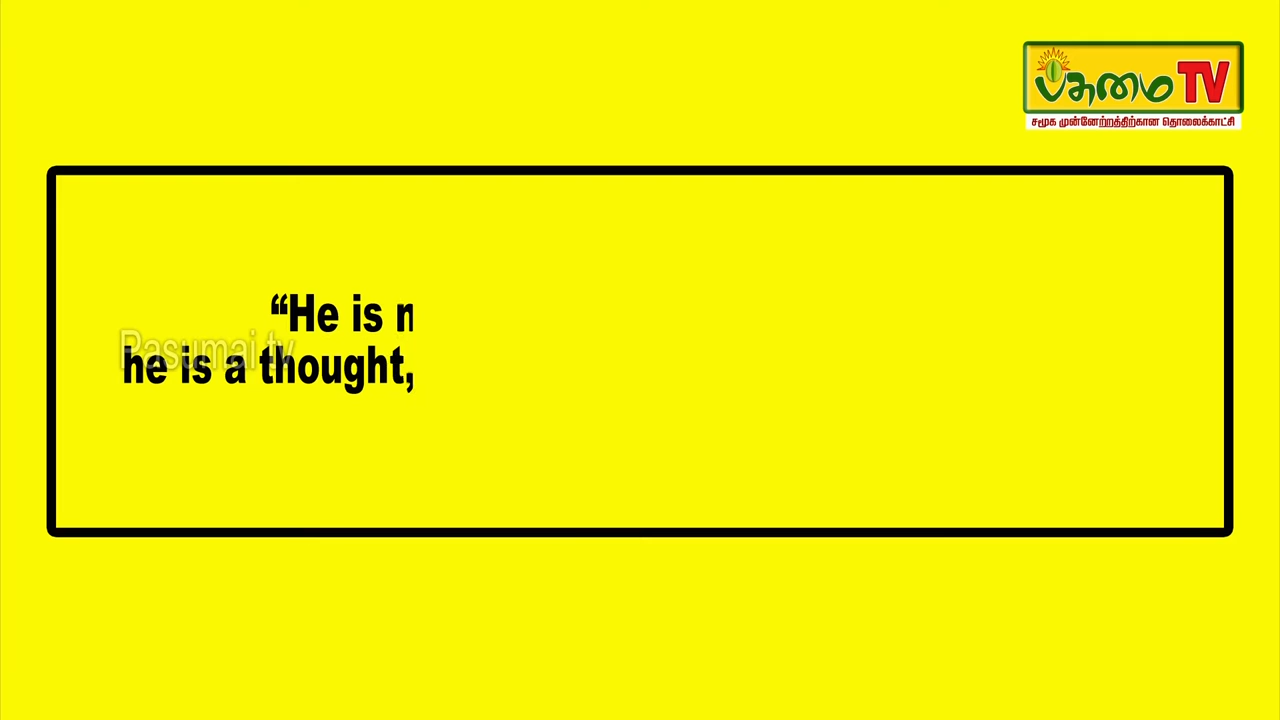 பசுமை TV
சமூக முன்னேற்றத்திற்கான தொலைக்காட்சி
“He is
he is a thought,
Pasumai tv